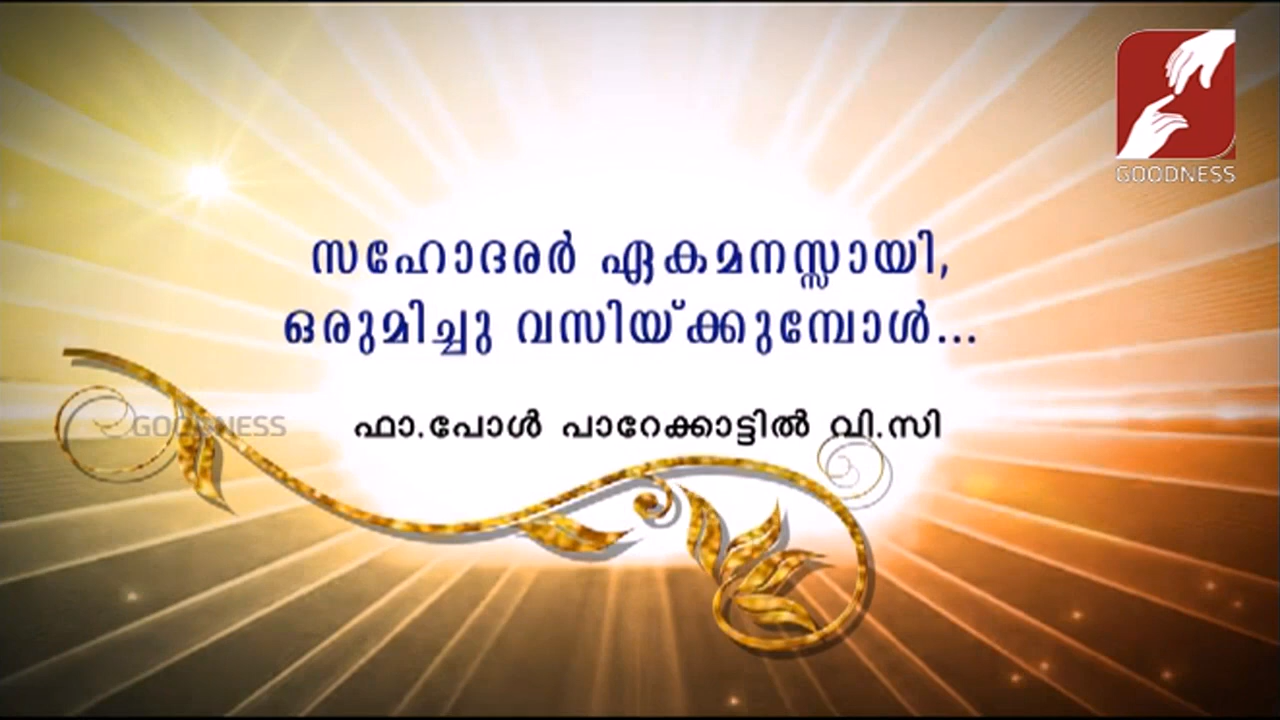 GOODNESS
സഹോദരർ ഏകമനസ്സായി,
ഒരുമിച്ചു വസിയ്ക്കുമ്പോൾ...
GOODNESS
ഫാ.പോൾ പാറേക്കാട്ടിൽ വി.സി